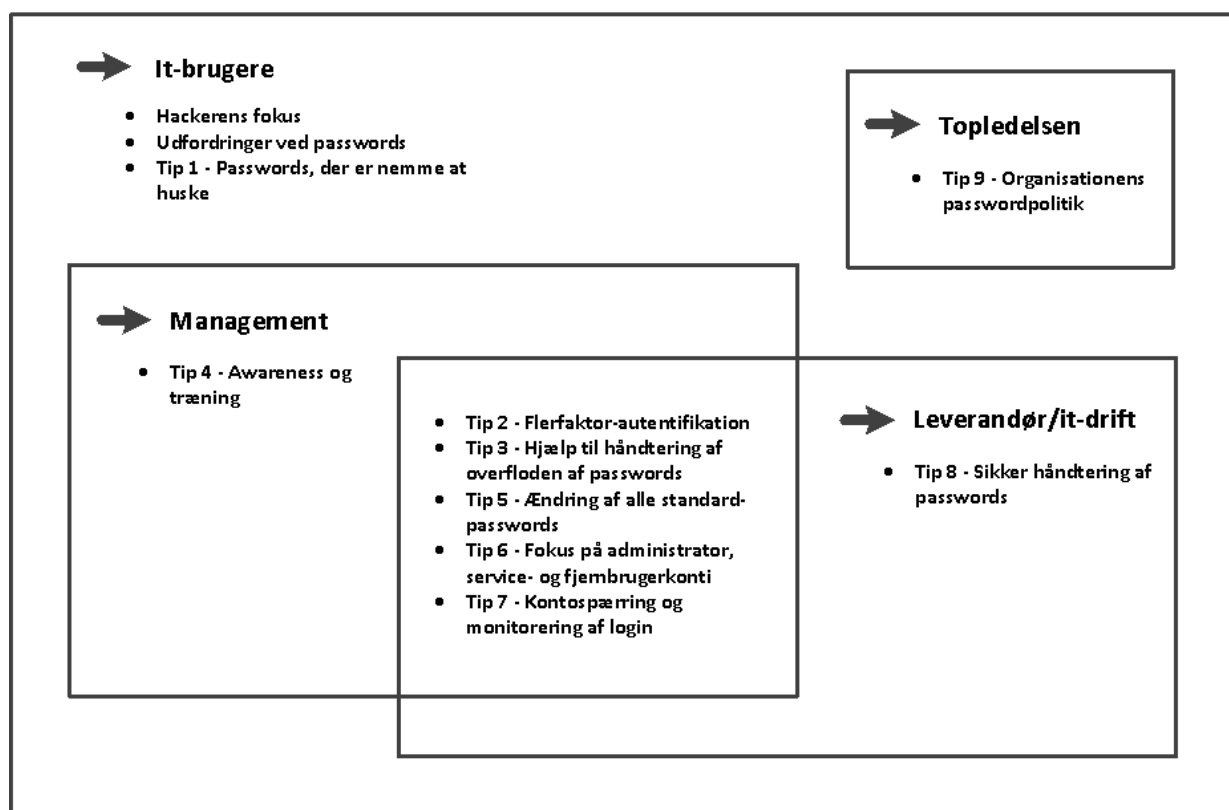 It-brugere
• Hackerens fokus
• Udfordringer ved passwords
• Tip 1 - Passwords, der er nemme at
huske
Topledelsen
• Tip 9 - Organisationens
passwordpolitik
Management
• Tip 4 - Awareness og
træning
• Tip 2 - Flerfaktor-autentifikation
• Tip 3 - Hjælp til håndtering af
overfloden af passwords
• Tip 5 - Ændring af alle standard-
passwords
• Tip 6 - Fokus på administrator,
service- og fjernbrugerkonti
• Tip 7 - Kontospærring og
monitorering af login
Leverandør/it-drift
• Tip 8 - Sikker håndtering af
passwords